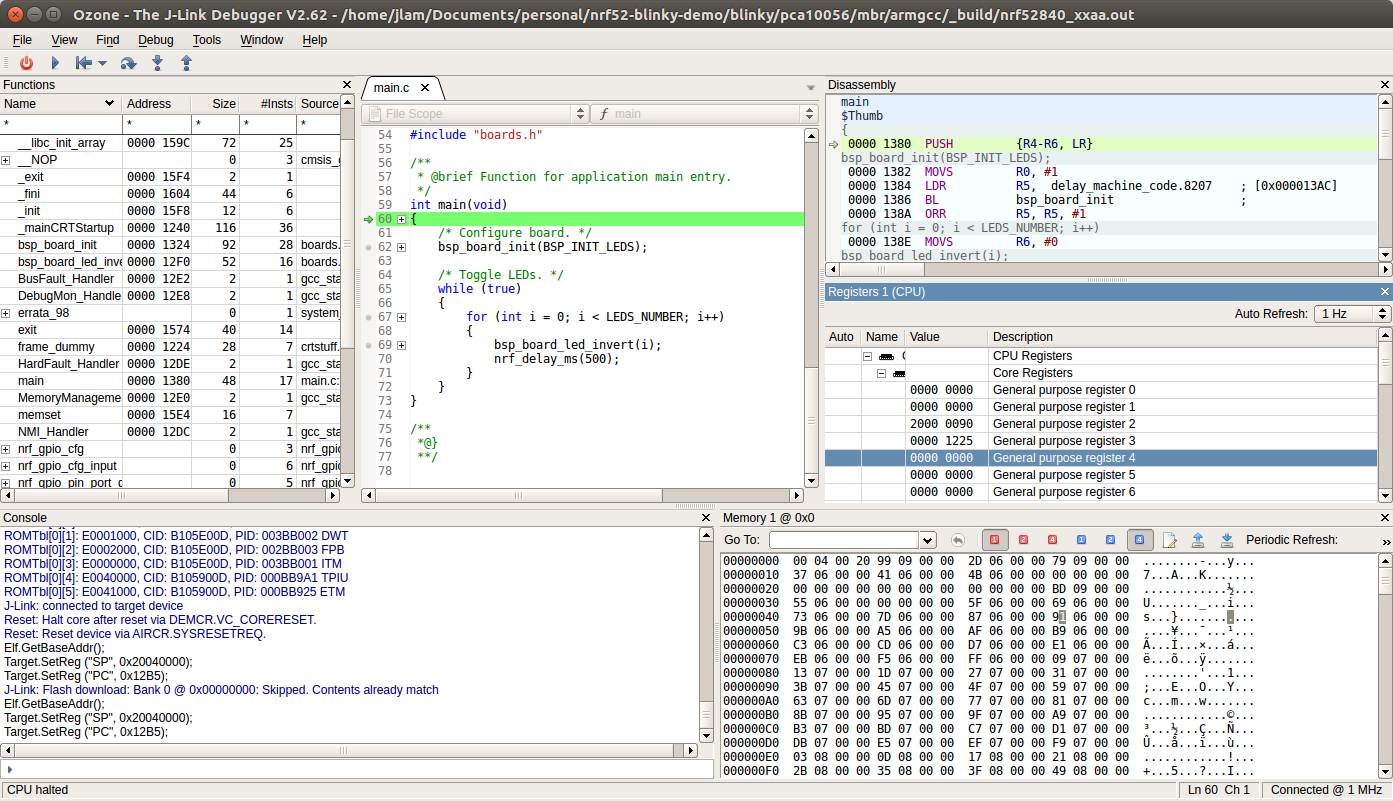 Ozone - The J-Link Debugger V2.62 - /home/jlam/Documents/personal/nrf52-blinky-demo/blinky/pca10056/mbr/armgcc/_build/nrf52840_xxaa.out
File View Find Debug Tools Window Help
Functions
Name Address Size #Insts Source
* * * * *
__libc_init_array 0000 159C 72 25
__NOP 0 3 cmsis_g
_exit 0000 15F4 2 1
_fini 0000 1604 44 6
_init 0000 15F8 12 6
_mainCRTStartup 0000 1240 116 36
bsp_board_init 0000 1324 92 28 boards.
bsp_board_led_inve 0000 12F0 52 16 boards.
BusFault_Handler 0000 12E2 2 1 gcc_sta
DebugMon_Handle 0000 12E8 2 1 gcc_sta
errata_98 0 1 system_
exit 0000 1574 40 14
frame_dummy 0000 1224 28 7 crtstuff.
HardFault_Handler 0000 12DE 2 1 gcc_sta
main 0000 1380 48 17 main.c:
MemoryManageme 0000 12E0 2 1 gcc_sta
memset 0000 15E4 16 7
NMI_Handler 0000 12DC 2 1 gcc_sta
nrf_gpio_cfg 0 3 nrf_gpio
nrf_gpio_cfg_input 0 6 nrf_gpio
nrf_gpio_pin_port_d 0 5 nrf_gpio
main.c
File Scope main
54 #include "boards.h"
55
56 /**
57 * @brief Function for application main entry.
58 */
59 int main(void)
60 {
61 /* Configure board. */
62 bsp_board_init(BSP_INIT_LEDS);
63
64 /* Toggle LEDs. */
65 while (true)
66 {
67 for (int i = 0; i < LEDS_NUMBER; i++)
68 {
69 bsp_board_led_invert(i);
70 nrf_delay_ms(500);
71 }
72 }
73 }
74
75 /**
76 *@}
77 **/
78
Disassembly
main
$Thumb
{
0000 1380 PUSH {R4-R6, LR}
bsp_board_init(BSP_INIT_LEDS);
0000 1382 MOVS R0, #1
0000 1384 LDR R5, delay_machine_code.8207 ; [0x000013AC]
0000 1386 BL bsp_board_init ;
0000 138A ORR R5, R5, #1
for (int i = 0; i < LEDS_NUMBER; i++)
0000 138E MOVS R6, #0
bsp_board_led_invert(i);
Registers 1 (CPU)
Auto Refresh: 1 Hz
Auto Name Value Description
CPU Registers
Core Registers
0000 0000 General purpose register 0
0000 0000 General purpose register 1
2000 0090 General purpose register 2
0000 1225 General purpose register 3
0000 0000 General purpose register 4
0000 0000 General purpose register 5
0000 0000 General purpose register 6
Console
ROMTbl[0][1]: E0001000, CID: B105E00D, PID: 003BB002 DWT
ROMTbl[0][2]: E0002000, CID: B105E00D, PID: 002BB003 FPB
ROMTbl[0][3]: E0000000, CID: B105E00D, PID: 003BB001 ITM
ROMTbl[0][4]: E0040000, CID: B105900D, PID: 000BB9A1 TPIU
ROMTbl[0][5]: E0041000, CID: B105900D, PID: 000BB925 ETM
J-Link: connected to target device
Reset: Halt core after reset via DEMCR.VC_CORERESET.
Reset: Reset device via AIRCR.SYSRESETREQ.
Elf.GetBaseAddr();
Target.SetReg ("SP", 0x20040000);
Target.SetReg ("PC", 0x12B5);
J-Link: Flash download: Bank 0 @ 0x00000000: Skipped. Contents already match
Elf.GetBaseAddr();
Target.SetReg ("SP", 0x20040000);
Target.SetReg ("PC", 0x12B5);
Memory 1 @ 0x0
Go To: 1 2 4 1 2 4 Periodic Refresh: »
00000000 00 04 00 20 99 09 00 00 2D 06 00 00 79 09 00 00 ... ....-...y...
00000010 37 06 00 00 41 06 00 00 4B 06 00 00 00 00 00 00 7...A...K.......
00000020 00 00 00 00 00 00 00 00 00 00 00 00 BD 09 00 00 ............½...
00000030 55 06 00 00 00 00 00 00 5F 06 00 00 69 06 00 00 U......._...i...
00000040 73 06 00 00 7D 06 00 00 87 06 00 00 91 06 00 00 s...}...........
00000050 9B 06 00 00 A5 06 00 00 AF 06 00 00 B9 06 00 00 ....¥...¯...¹...
00000060 C3 06 00 00 CD 06 00 00 D7 06 00 00 E1 06 00 00 Ã...Í...×...á...
00000070 EB 06 00 00 F5 06 00 00 FF 06 00 00 09 07 00 00 ë...õ...ÿ.......
00000080 13 07 00 00 1D 07 00 00 27 07 00 00 31 07 00 00 ........'...1...
00000090 3B 07 00 00 45 07 00 00 4F 07 00 00 59 07 00 00 ;...E...O...Y...
000000A0 63 07 00 00 6D 07 00 00 77 07 00 00 81 07 00 00 c...m...w.......
000000B0 8B 07 00 00 95 07 00 00 9F 07 00 00 A9 07 00 00 ............©...
000000C0 B3 07 00 00 BD 07 00 00 C7 07 00 00 D1 07 00 00 ³...½...Ç...Ñ...
000000D0 DB 07 00 00 E5 07 00 00 EF 07 00 00 F9 07 00 00 Û...å...ï...ù...
000000E0 03 08 00 00 0D 08 00 00 17 08 00 00 21 08 00 00 ............!...
000000F0 2B 08 00 00 35 08 00 00 3F 08 00 00 49 08 00 00 +...5...?...I...
CPU halted
Ln 60 Ch 1
Connected @ 1 MHz